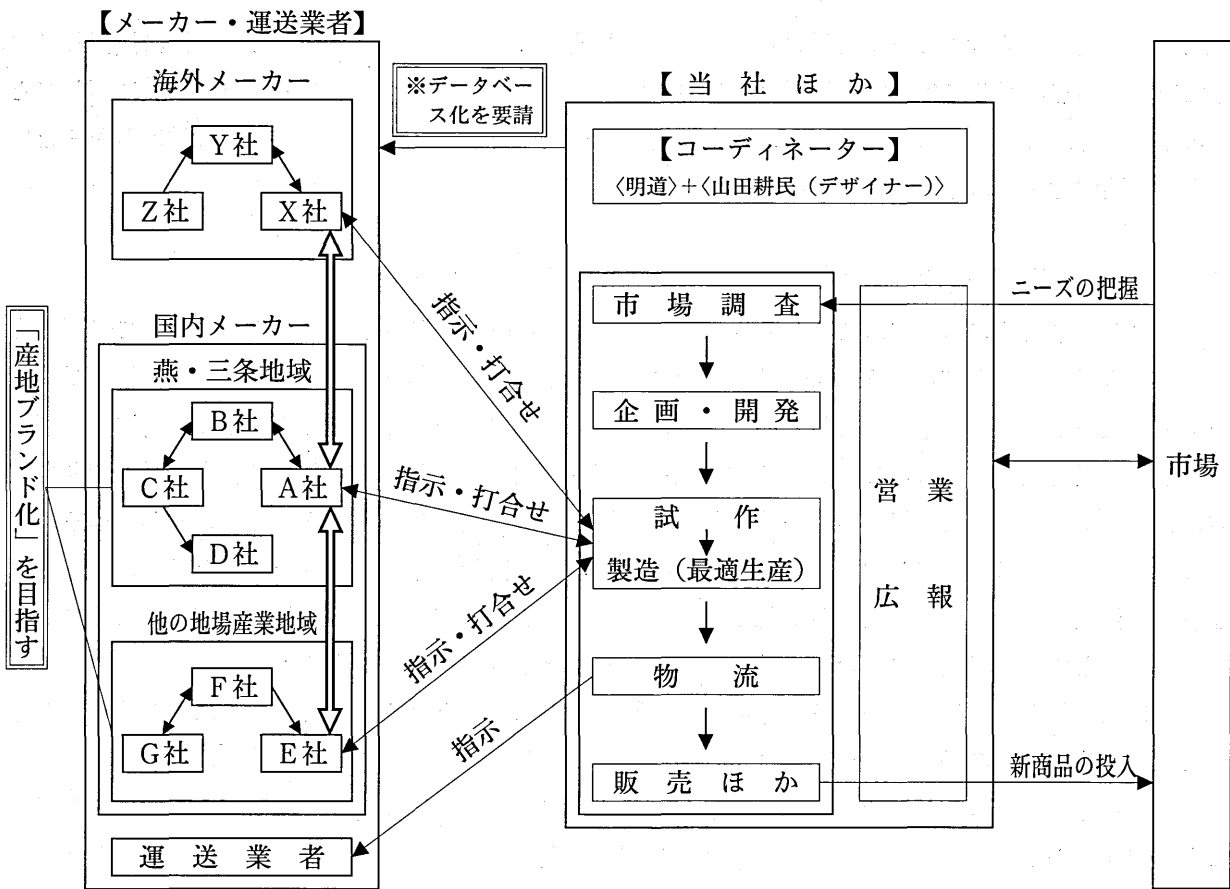 【メーカー・運送業者】
海外メーカー
Y社
Z社
X社
国内メーカー
燕・三条地域
B社
C社
A社
D社
他の地場産業地域
F社
G社
E社
運送業者
「産地ブランド化」を目指す
※データベー
ス化を要請
指示・打合せ
指示・打合せ
指示・打合せ
指示
【当社ほか】
【コーディネーター】
〈明道〉+〈山田耕民（デザイナー）〉
市場調査
企画・開発
試作
製造（最適生産）
物流
販売ほか
営業
広報
ニーズの把握
新商品の投入
市場